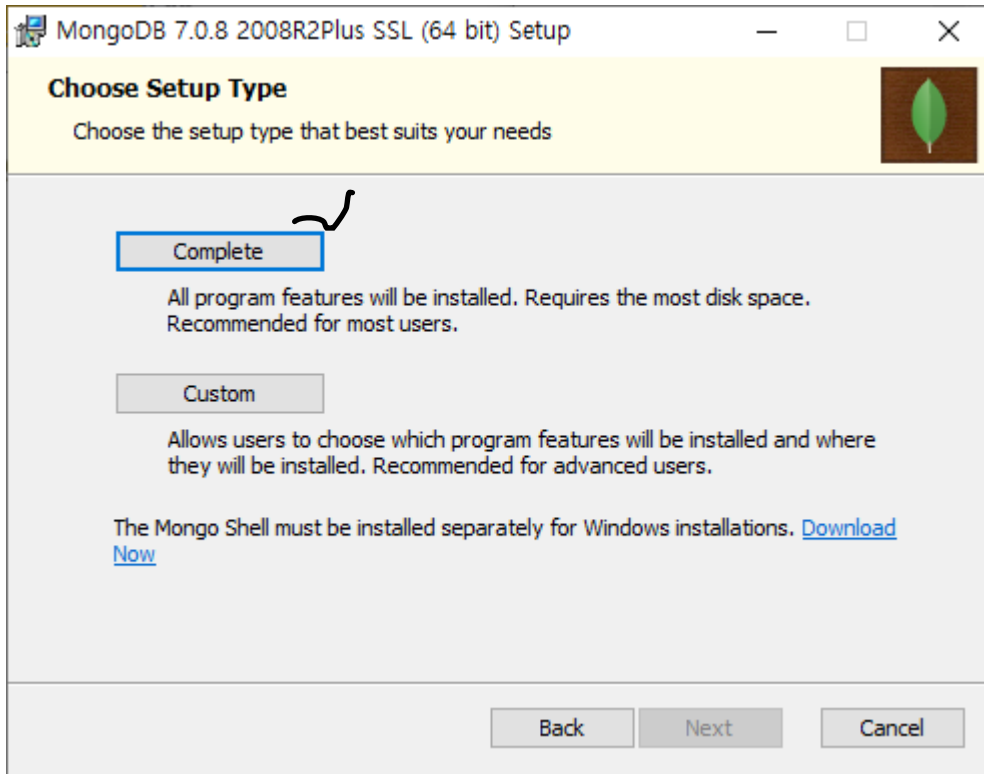 MongoDB 7.0.8 2008R2Plus SSL (64 bit) Setup
Choose Setup Type
Choose the setup type that best suits your needs
Complete
All program features will be installed. Requires the most disk space.
Recommended for most users.
Custom
Allows users to choose which program features will be installed and where
they will be installed. Recommended for advanced users.
The Mongo Shell must be installed separately for Windows installations. Download
Now
Back Next Cancel